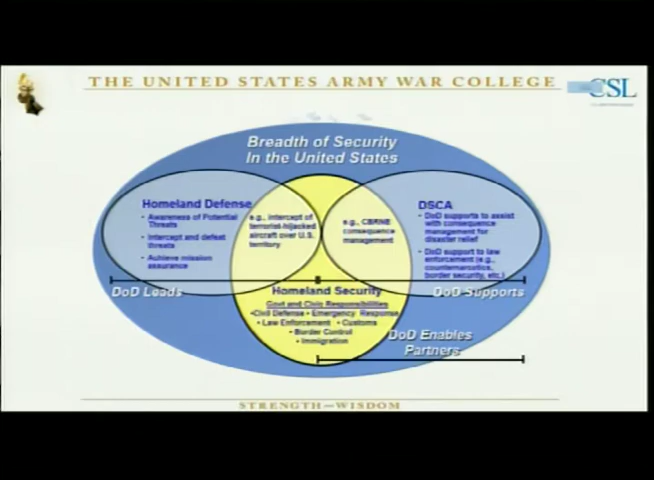 THE UNITED STATES ARMY WAR COLLEGE
CSL
Breadth of Security
In the United States
Homeland Defense
• Awareness of Potential
Threats
• Intercept and defeat
threats
• Achieve mission
assurance
e.g., intercept of
terrorist-hijacked
aircraft over U.S.
territory
e.g., CBRNE
consequence
management
DSCA
• DoD supports to assist
with consequence
management for
disaster relief
• DoD support to law
enforcement (e.g.,
counternarcotics,
border security, etc.)
DoD Leads
Homeland Security
DoD Supports
Govt and Civic Responsibilities
•Civil Defense • Emergency Response
• Law Enforcement • Customs
• Border Control
• Immigration
DoD Enables
Partners
STRENGTH—WISDOM